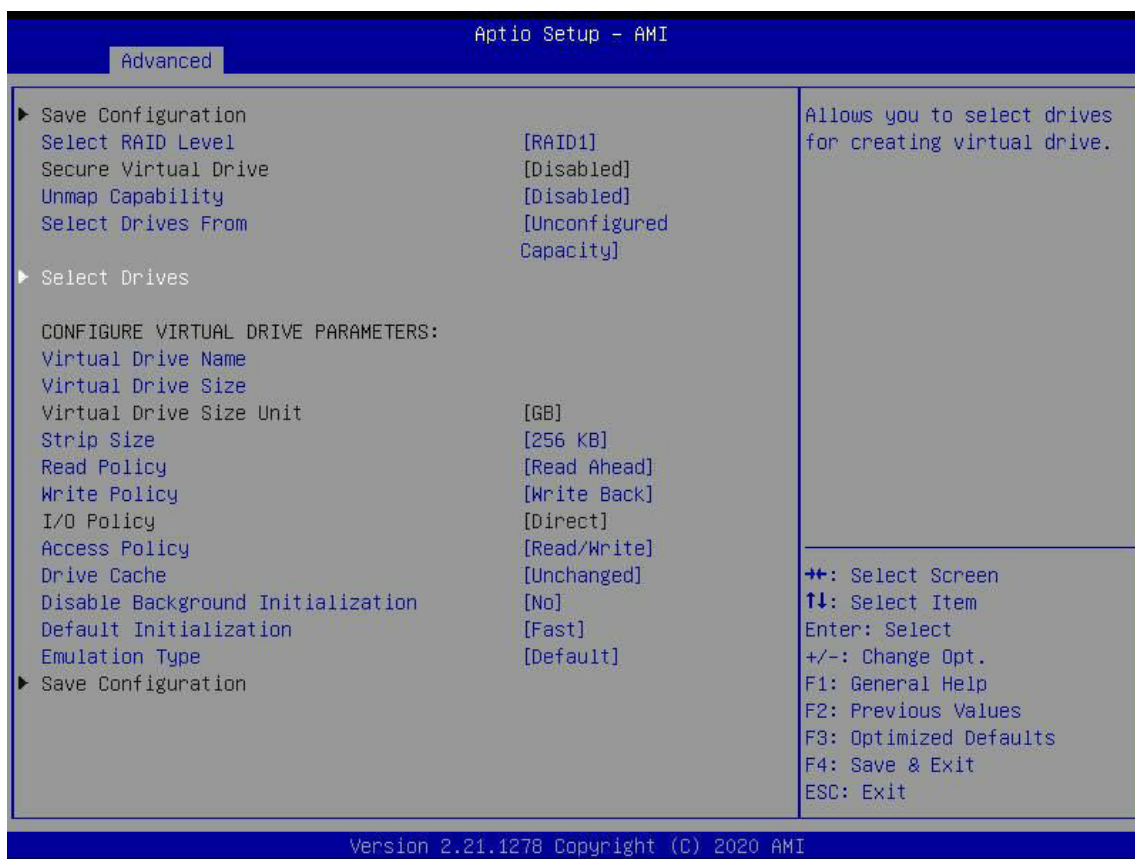 Aptio Setup – AMI
Advanced
▶ Save Configuration
Select RAID Level [RAID1]
Secure Virtual Drive [Disabled]
Unmap Capability [Disabled]
Select Drives From [Unconfigured
Capacity]
▶ Select Drives
CONFIGURE VIRTUAL DRIVE PARAMETERS:
Virtual Drive Name
Virtual Drive Size
Virtual Drive Size Unit [GB]
Strip Size [256 KB]
Read Policy [Read Ahead]
Write Policy [Write Back]
I/O Policy [Direct]
Access Policy [Read/Write]
Drive Cache [Unchanged]
Disable Background Initialization [No]
Default Initialization [Fast]
Emulation Type [Default]
▶ Save Configuration
Allows you to select drives
for creating virtual drive.
→←: Select Screen
↑↓: Select Item
Enter: Select
+/-: Change Opt.
F1: General Help
F2: Previous Values
F3: Optimized Defaults
F4: Save & Exit
ESC: Exit
Version 2.21.1278 Copyright (C) 2020 AMI